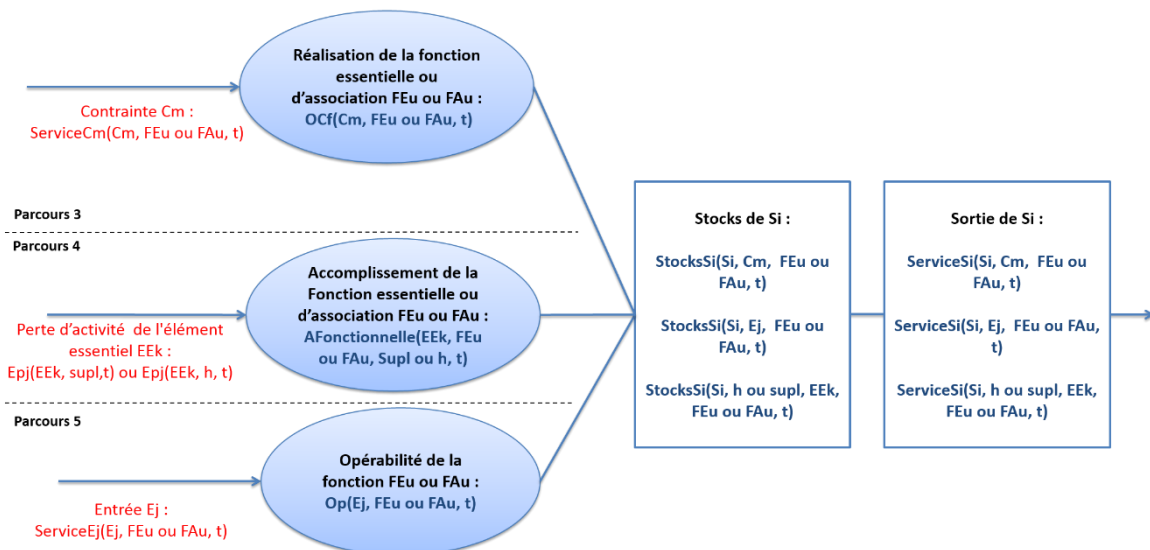 Réalisation de la fonction
essentielle ou
d'association FEu ou FAu :
OCf(Cm, FEu ou FAu, t)
Contrainte Cm :
ServiceCm(Cm, FEu ou FAu, t)
Parcours 3
Parcours 4
Accomplissement de la
Fonction essentielle ou
d'association FEu ou FAu :
AFonctionnelle(EEk, FEu
ou FAu, Supl ou h, t)
Perte d'activité de l'élément
essentiel EEk :
Epj(EEk, supl,t) ou Epj(EEk, h, t)
Parcours 5
Opérabilité de la
fonction FEu ou FAu :
Op(Ej, FEu ou FAu, t)
Entrée Ej :
ServiceEj(Ej, FEu ou FAu, t)
Stocks de Si :
StocksSi(Si, Cm, FEu ou
FAu, t)
StocksSi(Si, Ej, FEu ou
FAu, t)
StocksSi(Si, h ou supl, EEk,
FEu ou FAu, t)
Sortie de Si :
ServiceSi(Si, Cm, FEu ou
FAu, t)
ServiceSi(Si, Ej, FEu ou FAu,
t)
ServiceSi(Si, h ou supl, EEk,
FEu ou FAu, t)